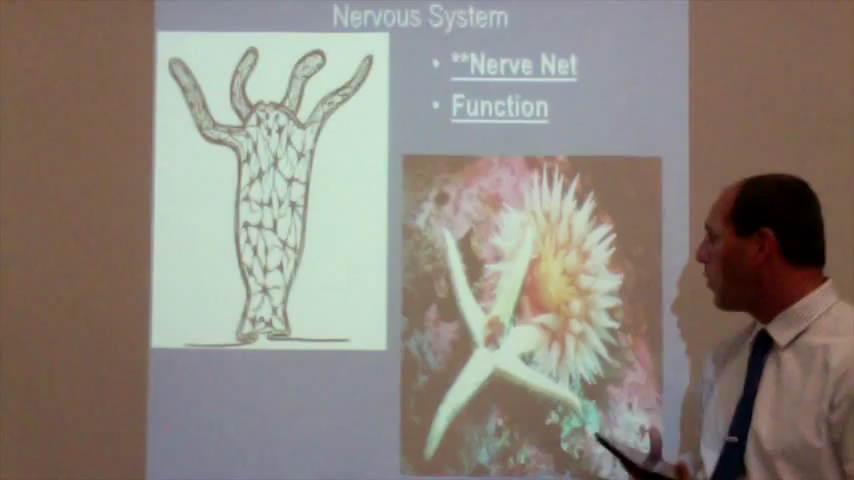 Nervous System
• **Nerve Net
• Function